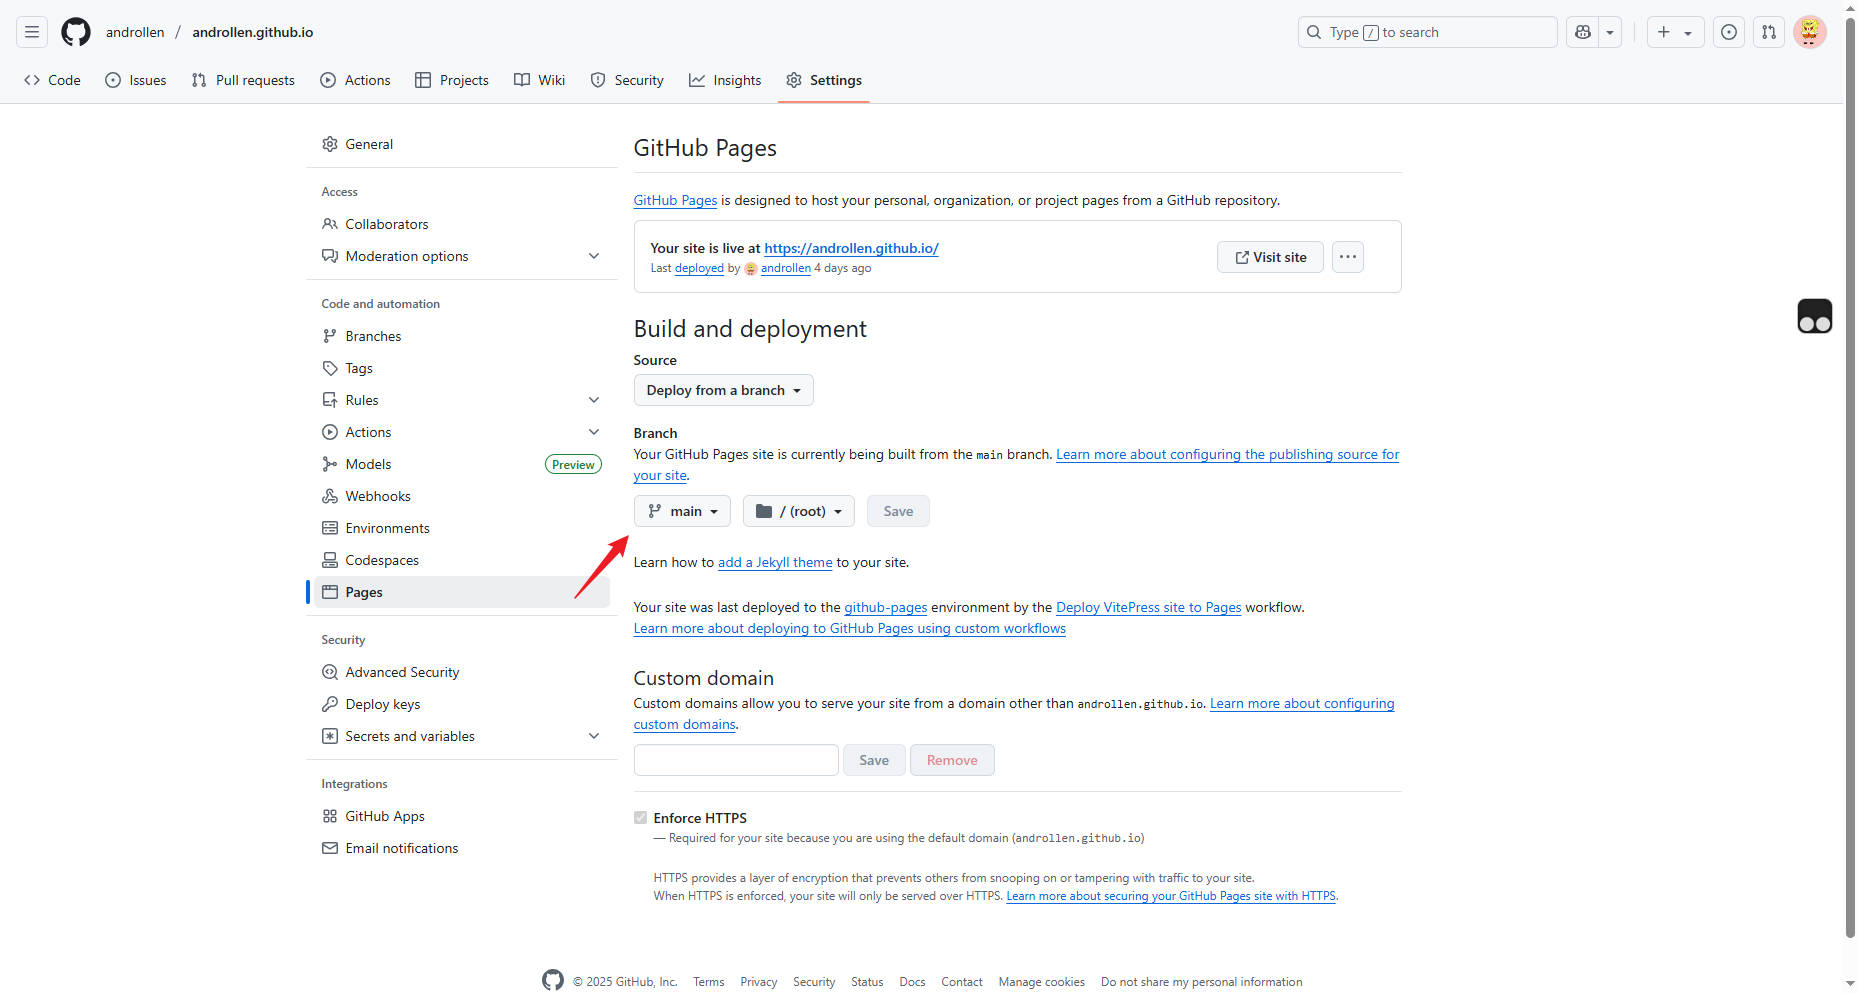 androllen / androllen.github.io
Type / to search
Code Issues Pull requests Actions Projects Wiki Security Insights Settings
General
Access
Collaborators
Moderation options
Code and automation
Branches
Tags
Rules
Actions
Models Preview
Webhooks
Environments
Codespaces
Pages
Security
Advanced Security
Deploy keys
Secrets and variables
Integrations
GitHub Apps
Email notifications
GitHub Pages
GitHub Pages is designed to host your personal, organization, or project pages from a GitHub repository.
Your site is live at https://androllen.github.io/
Last deployed by androllen 4 days ago
Visit site
Build and deployment
Source
Deploy from a branch
Branch
Your GitHub Pages site is currently being built from the main branch. Learn more about configuring the publishing source for
your site.
main / (root) Save
Learn how to add a Jekyll theme to your site.
Your site was last deployed to the github-pages environment by the Deploy VitePress site to Pages workflow.
Learn more about deploying to GitHub Pages using custom workflows
Custom domain
Custom domains allow you to serve your site from a domain other than androllen.github.io. Learn more about configuring
custom domains.
Save Remove
Enforce HTTPS
— Required for your site because you are using the default domain (androllen.github.io)
HTTPS provides a layer of encryption that prevents others from snooping on or tampering with traffic to your site.
When HTTPS is enforced, your site will only be served over HTTPS. Learn more about securing your GitHub Pages site with HTTPS.
© 2025 GitHub, Inc. Terms Privacy Security Status Docs Contact Manage cookies Do not share my personal information